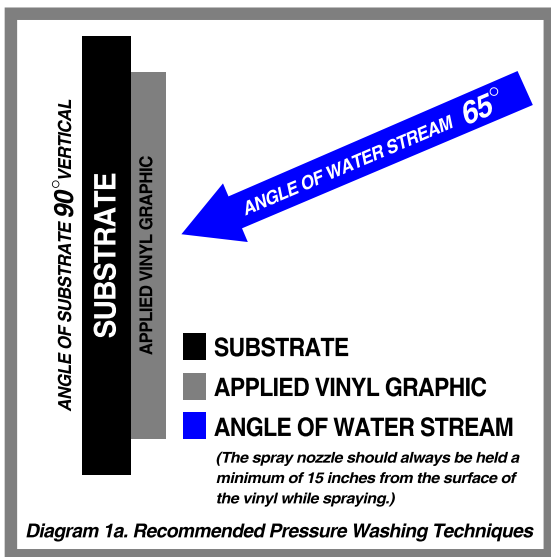 ANGLE OF SUBSTRATE 90° VERTICAL
SUBSTRATE
APPLIED VINYL GRAPHIC
ANGLE OF WATER STREAM 65°
SUBSTRATE
APPLIED VINYL GRAPHIC
ANGLE OF WATER STREAM
(The spray nozzle should always be held a
minimum of 15 inches from the surface of
the vinyl while spraying.)
Diagram 1a. Recommended Pressure Washing Techniques